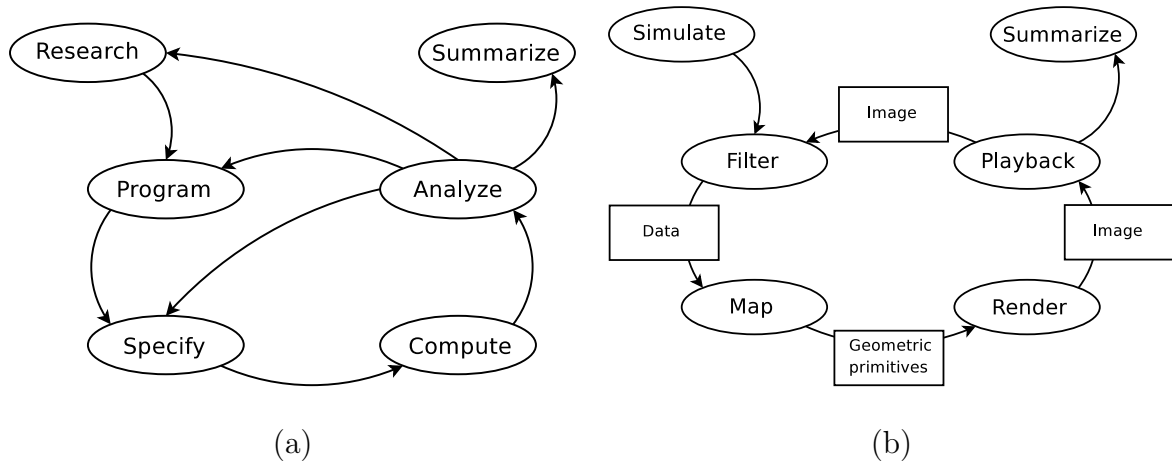 Research
Summarize
Program
Analyze
Specify
Compute
(a)
Simulate
Summarize
Image
Filter
Playback
Data
Image
Map
Render
Geometric
primitives
(b)